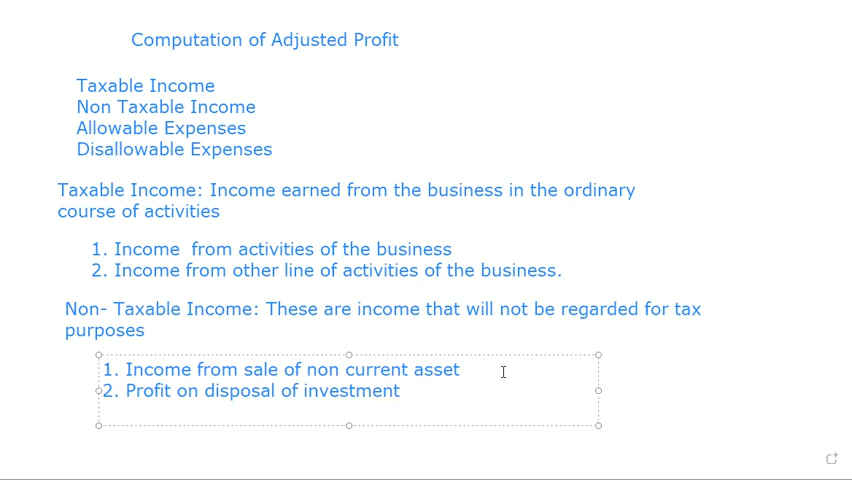 Computation of Adjusted Profit
Taxable Income
Non Taxable Income
Allowable Expenses
Disallowable Expenses
Taxable Income: Income earned from the business in the ordinary
course of activities
1. Income  from activities of the business
2. Income from other line of activities of the business.
Non- Taxable Income: These are income that will not be regarded for tax
purposes
1. Income from sale of non current asset
2. Profit on disposal of investment